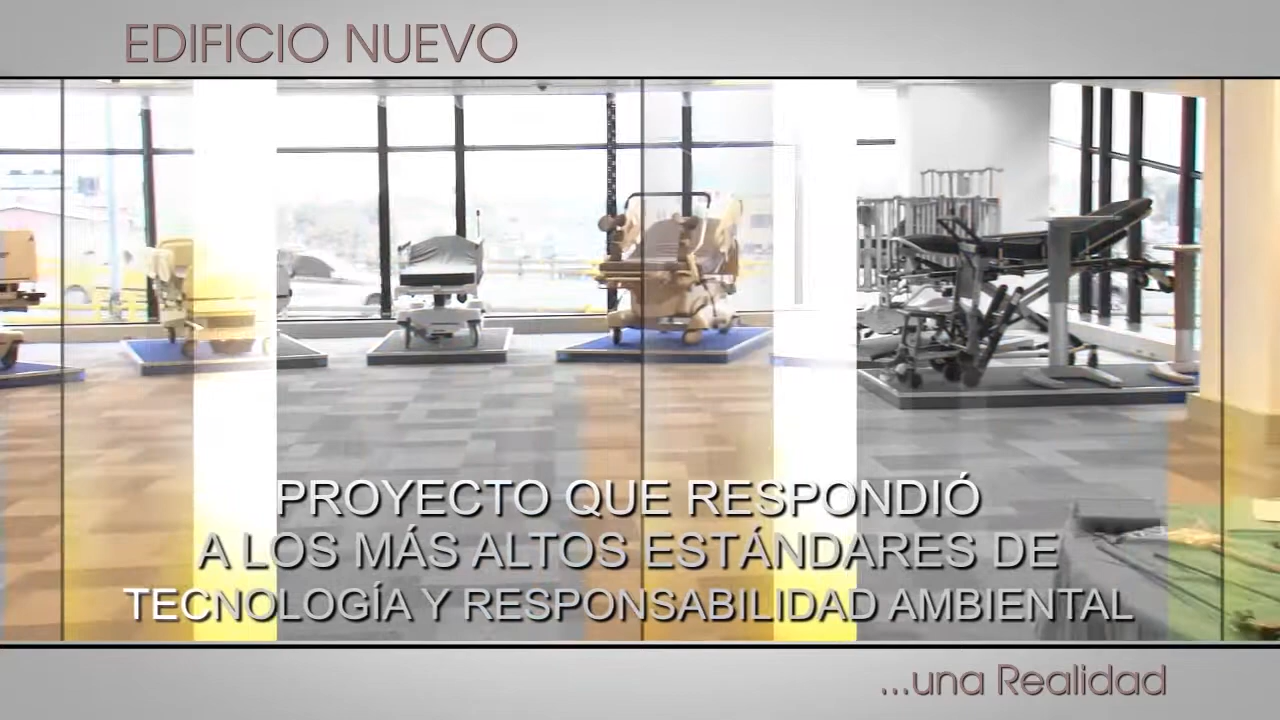 EDIFICIO NUEVO
PROYECTO QUE RESPONDIÓ
A LOS MÁS ALTOS ESTÁNDARES DE
TECNOLOGÍA Y RESPONSABILIDAD AMBIENTAL
...una Realidad